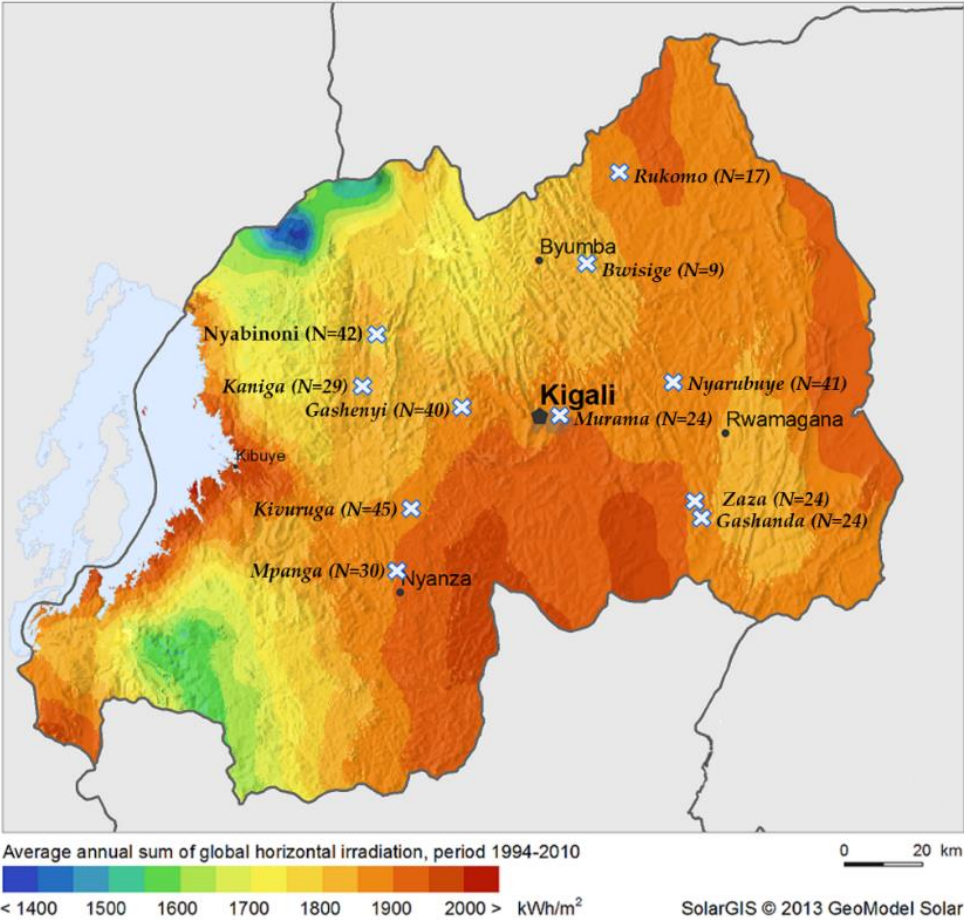 Rukomo (N=17)
Byumba
Bwisige (N=9)
Nyabinoni (N=42)
Kaniga (N=29)
Nyarubuye (N=41)
Gashenyi (N=40)
Kigali
Murama (N=24)
Rwamagana
Kibuye
Zaza (N=24)
Kivuruga (N=45)
Gashanda (N=24)
Mpanga (N=30)
Nyanza
Average annual sum of global horizontal irradiation, period 1994-2010
0 20 km
< 1400 1500 1600 1700 1800 1900 2000 > kWh/m²
SolarGIS © 2013 GeoModel Solar